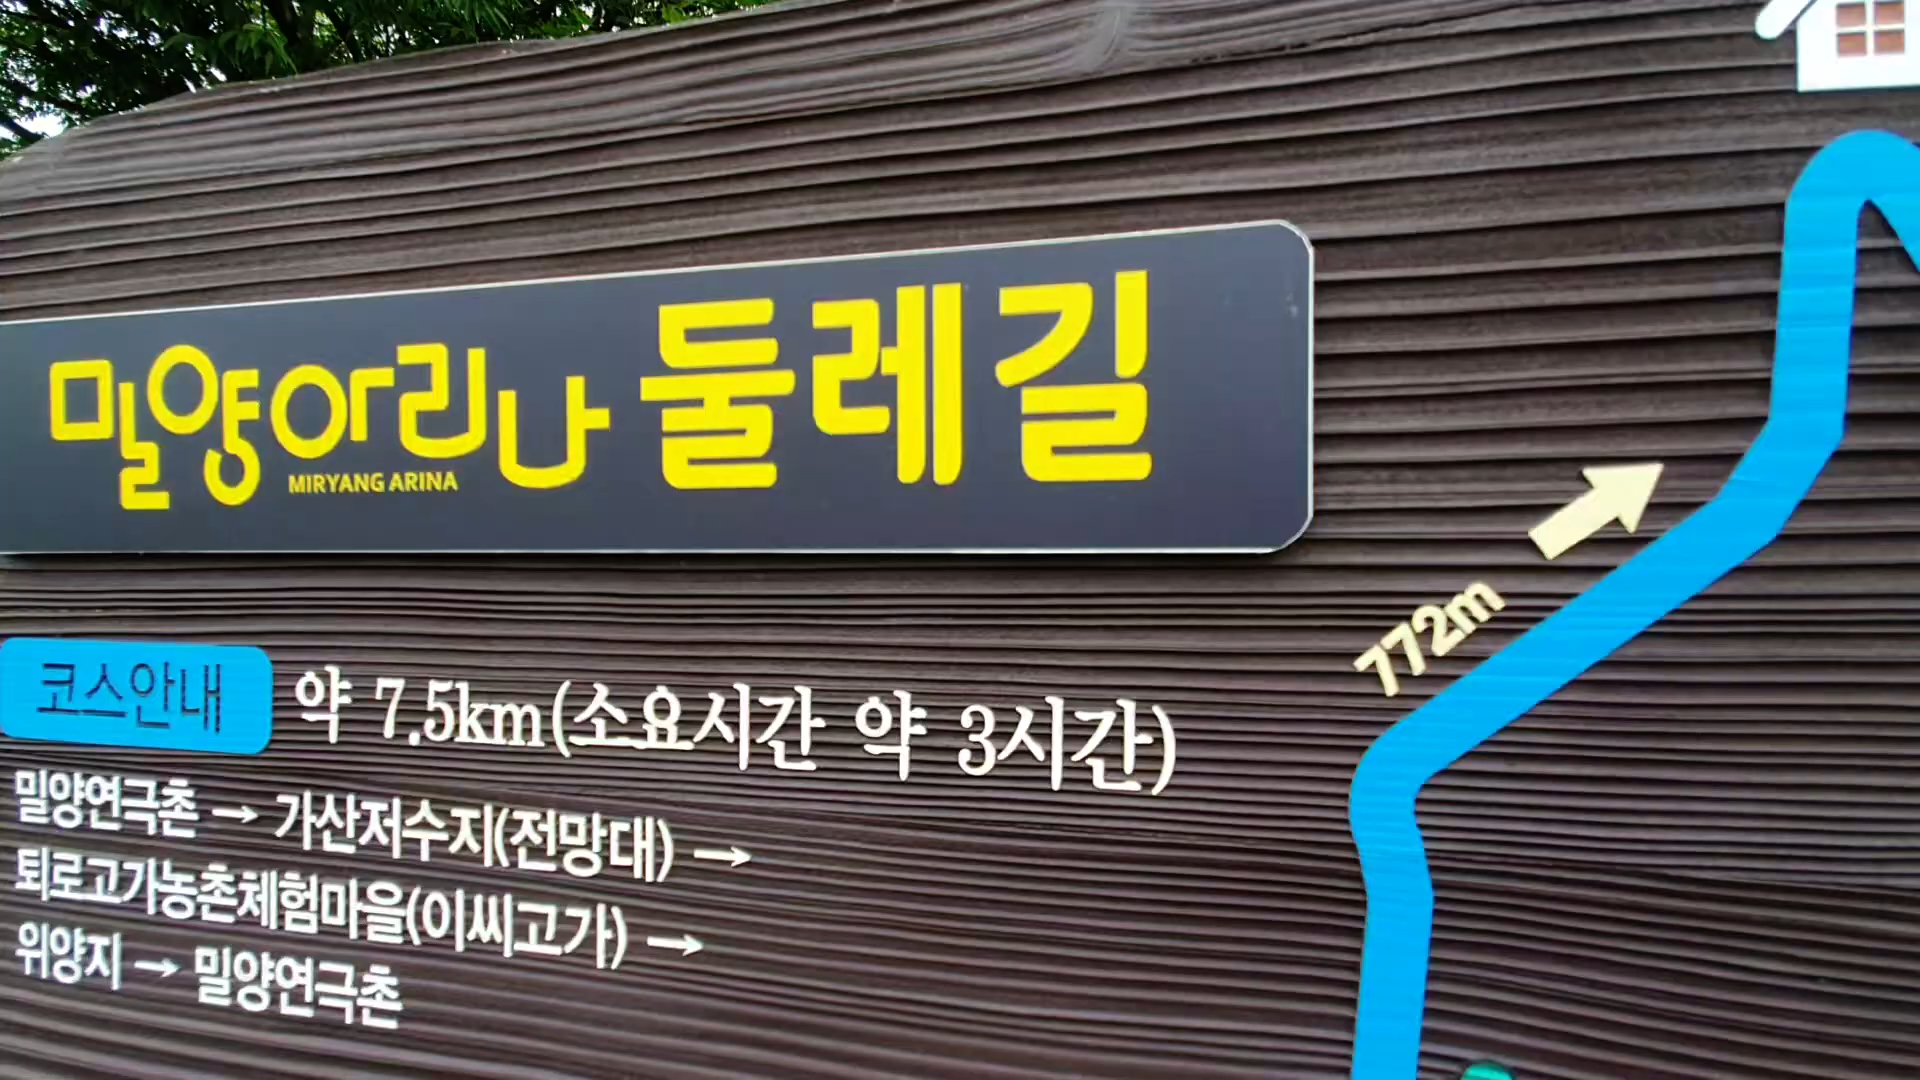 밀양아리나 둘레길
MIRYANG ARINA
772m
코스안내 약 7.5km(소요시간 약 3시간)
밀양연극촌 → 가산저수지(전망대) →
퇴로고가농촌체험마을(이씨고가) →
위양지 → 밀양연극촌